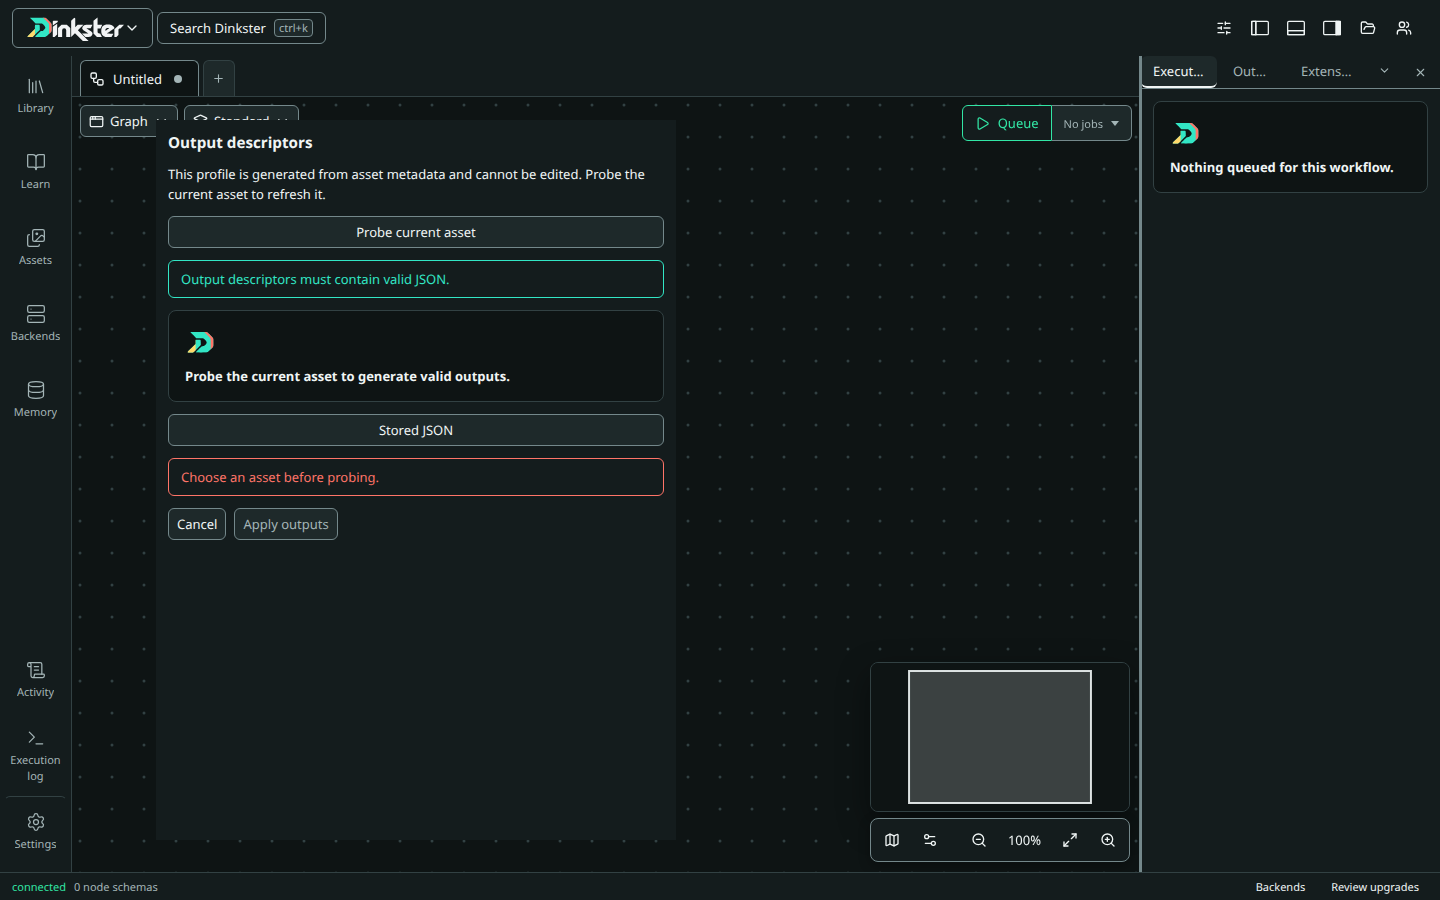 Dinkster
Search Dinkster ctrl+k
Library
Learn
Assets
Backends
Memory
Activity
Execution
log
Settings
Untitled
+
Graph
Standard
Queue
No jobs
Output descriptors
This profile is generated from asset metadata and cannot be edited. Probe the
current asset to refresh it.
Probe current asset
Output descriptors must contain valid JSON.
Probe the current asset to generate valid outputs.
Stored JSON
Choose an asset before probing.
Cancel
Apply outputs
100%
Execut...
Out...
Extens...
Nothing queued for this workflow.
connected
0 node schemas
Backends
Review upgrades